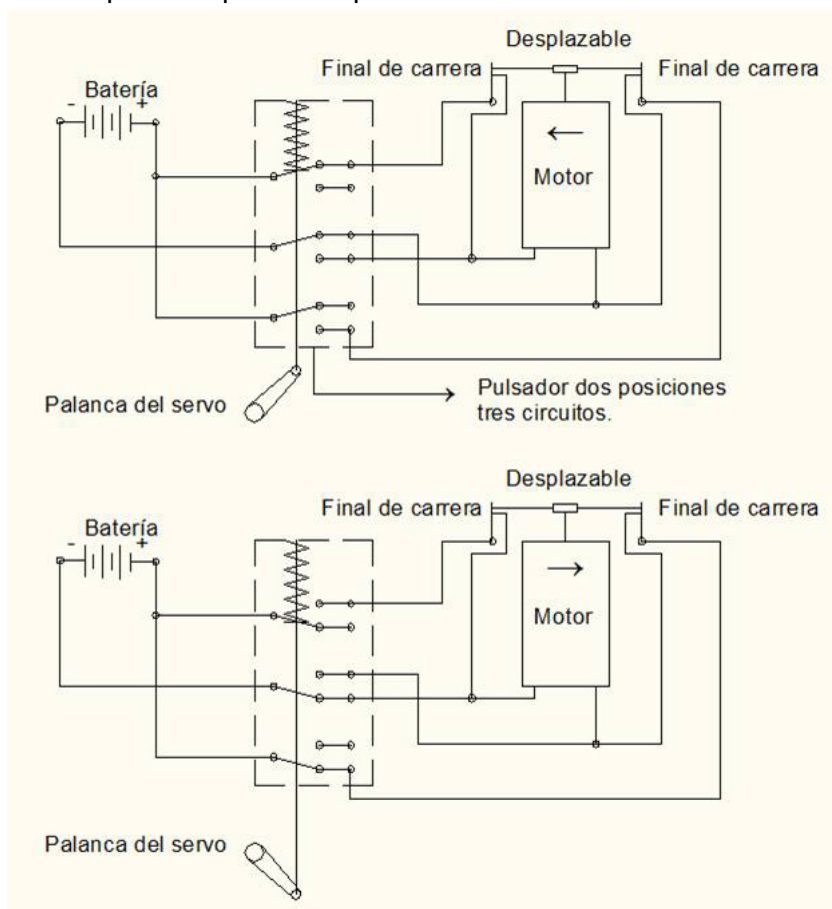 Desplazable
Final de carrera
Final de carrera
Batería
- +
Motor
Palanca del servo
Pulsador dos posiciones
tres circuitos.
Desplazable
Final de carrera
Final de carrera
Batería
- +
Motor
Palanca del servo